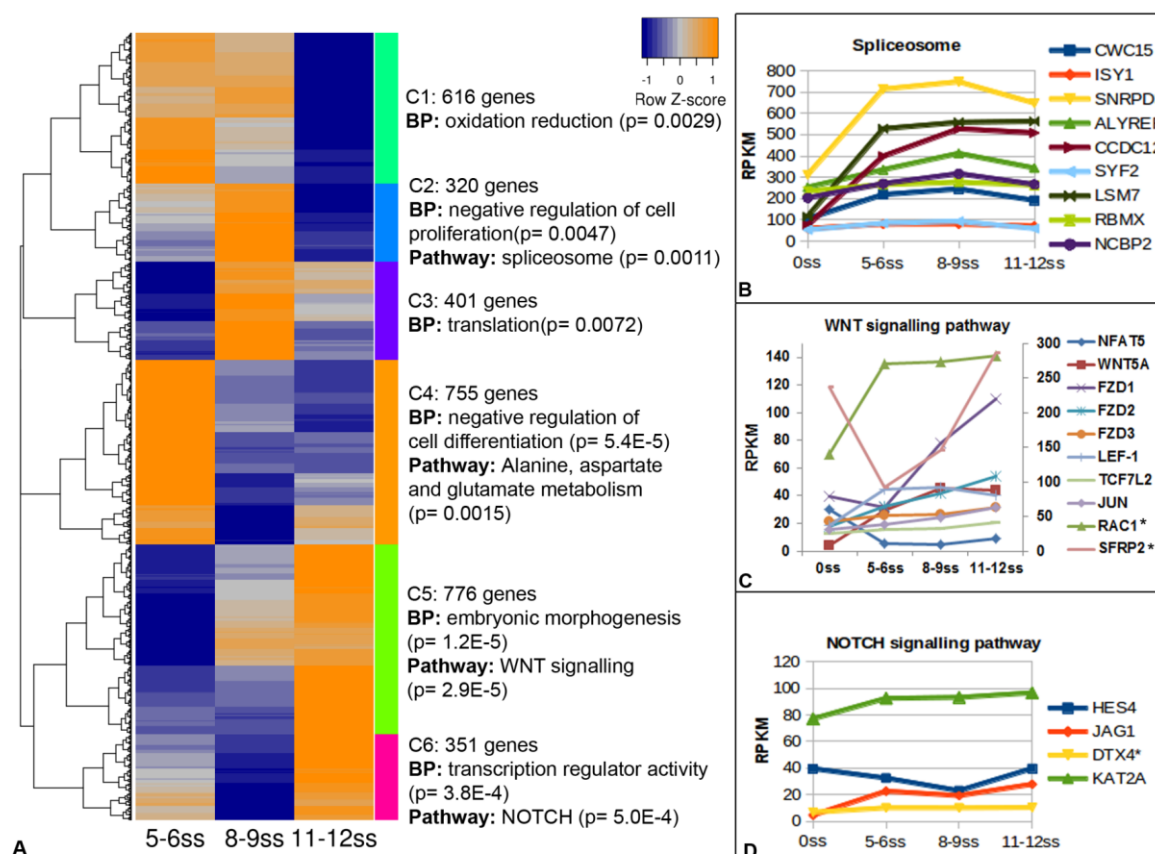 -1 0 1
Row Z-score
C1: 616 genes
BP: oxidation reduction (p= 0.0029)
C2: 320 genes
BP: negative regulation of cell
proliferation(p= 0.0047)
Pathway: spliceosome (p= 0.0011)
C3: 401 genes
BP: translation(p= 0.0072)
C4: 755 genes
BP: negative regulation of
cell differentiation (p= 5.4E-5)
Pathway: Alanine, aspartate
and glutamate metabolism
(p= 0.0015)
C5: 776 genes
BP: embryonic morphogenesis
(p= 1.2E-5)
Pathway: WNT signalling
(p= 2.9E-5)
C6: 351 genes
BP: transcription regulator activity
(p= 3.8E-4)
Pathway: NOTCH (p= 5.0E-4)
5-6ss 8-9ss 11-12ss
A
Spliceosome
RPKM
800
700
600
500
400
300
200
100
0
0ss 5-6ss 8-9ss 11-12ss
CWC15
ISY1
SNRPD
ALYREF
CCDC12
SYF2
LSM7
RBMX
NCBP2
B
WNT signalling pathway
RPKM
140
120
100
80
60
40
20
0
300
250
200
150
100
50
0
0ss 5-6ss 8-9ss 11-12ss
NFAT5
WNT5A
FZD1
FZD2
FZD3
LEF-1
TCF7L2
JUN
RAC1*
SFRP2*
C
NOTCH signalling pathway
RPKM
120
100
80
60
40
20
0
0ss 5-6ss 8-9ss 11-12ss
HES4
JAG1
DTX4*
KAT2A
D